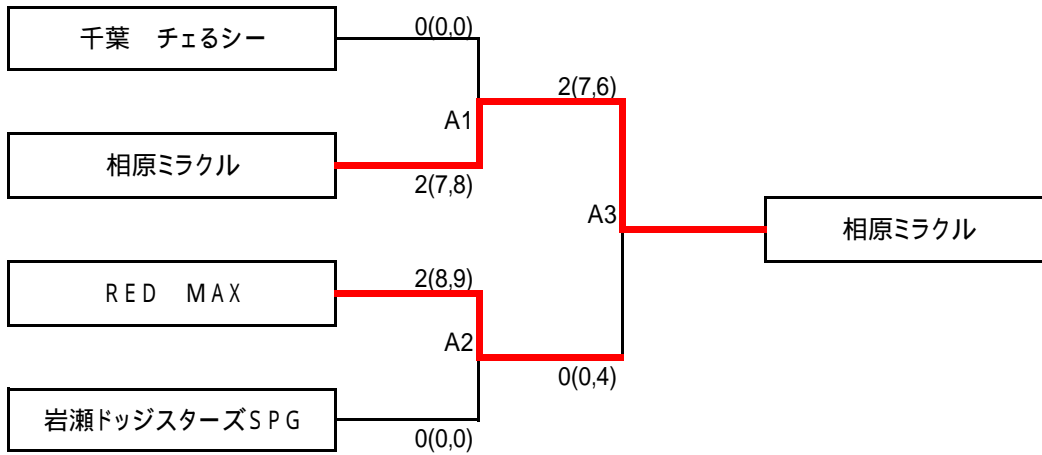 千葉　チェるシー
0(0,0)
2(7,6)
A1
相原ミラクル
2(7,8)
A3
相原ミラクル
RED　MAX
2(8,9)
A2
0(0,4)
岩瀬ドッジスターズSPG
0(0,0)